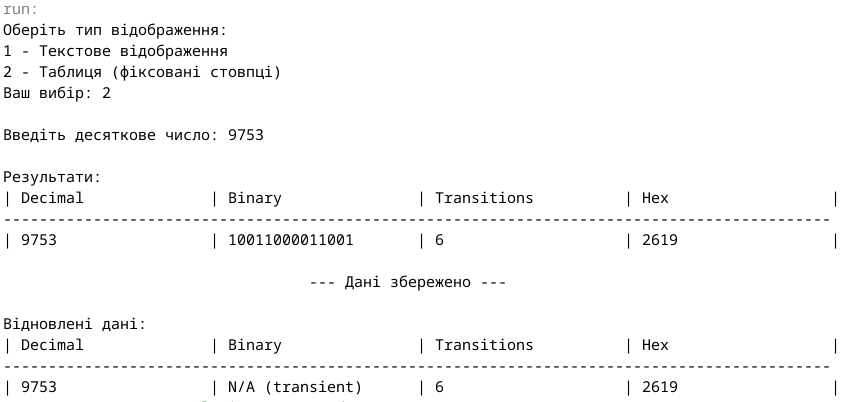 run:
Оберіть тип відображення:
1 - Текстове відображення
2 - Таблиця (фіксовані стовпці)
Ваш вибір: 2
Введіть десяткове число: 9753
Результати:
| Decimal | Binary | Transitions | Hex |
--------------------------------------------------------------------------------------------
| 9753 | 10011000011001 | 6 | 2619 |
--- Дані збережено ---
Відновлені дані:
| Decimal | Binary | Transitions | Hex |
--------------------------------------------------------------------------------------------
| 9753 | N/A (transient) | 6 | 2619 |